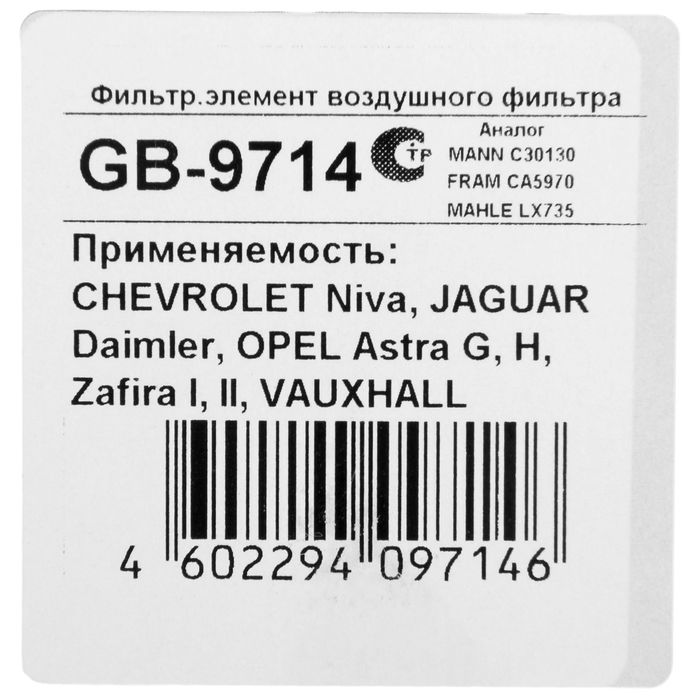 Фильтр.элемент воздушного фильтра
GB-9714
стр
Аналог
MANN C30130
FRAM CA5970
MAHLE LX735
Применяемость:
CHEVROLET Niva, JAGUAR
Daimler, OPEL Astra G, H,
Zafira I, II, VAUXHALL
4 602294 097146